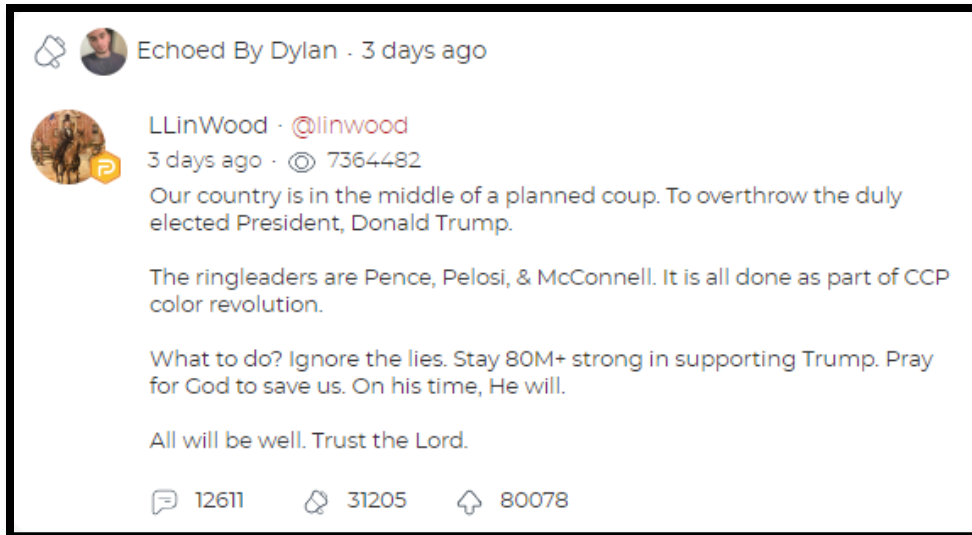 Echoed By Dylan · 3 days ago
LLinWood · @linwood
3 days ago · 7364482
Our country is in the middle of a planned coup. To overthrow the duly
elected President, Donald Trump.
The ringleaders are Pence, Pelosi, & McConnell. It is all done as part of CCP
color revolution.
What to do? Ignore the lies. Stay 80M+ strong in supporting Trump. Pray
for God to save us. On his time, He will.
All will be well. Trust the Lord.
12611 31205 80078